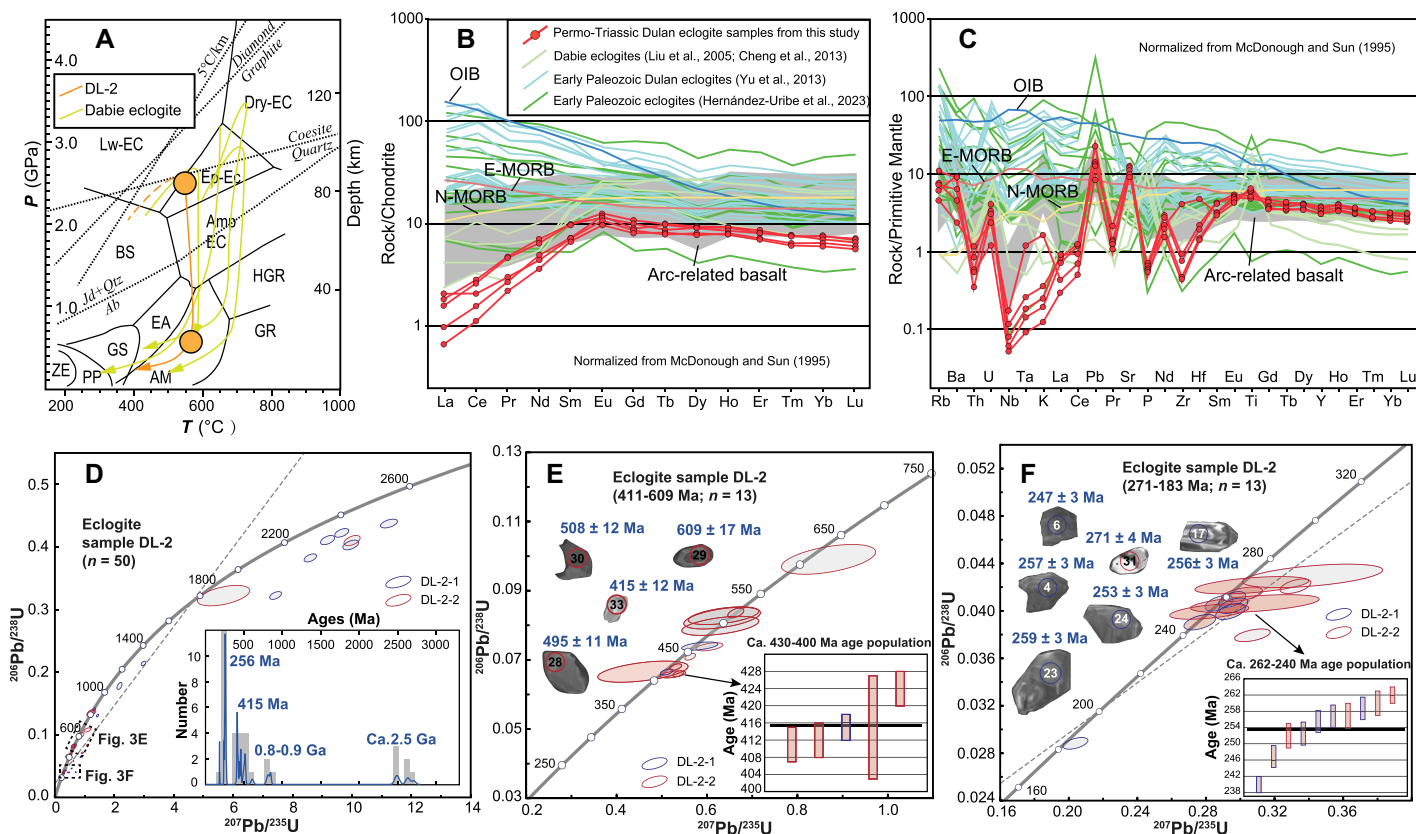 A
P (GPa)
4.0
3.0
2.0
1.0
Depth (km)
120
80
40
200
400
600
800
1000
T (°C)
DL-2
Dabie eclogite
5°C/km
Diamond
Graphite
Dry-EC
Coesite
Quartz
Lw-EC
Ep-Ec
Amp
EC
BS
Jd+Qtz
Ab
HGR
EA
GR
GS
ZE
PP
AM
B
Rock/Chondrite
1000
100
10
1
Permo-Triassic Dulan eclogite samples from this study
Dabie eclogites (Liu et al., 2005; Cheng et al., 2013)
Early Paleozoic Dulan eclogites (Yu et al., 2013)
Early Paleozoic eclogites (Hernández-Uribe et al., 2023)
OIB
E-MORB
N-MORB
Arc-related basalt
Normalized from McDonough and Sun (1995)
La Ce Pr Nd Sm Eu Gd Tb Dy Ho Er Tm Yb Lu
C
Rock/Primitive Mantle
1000
100
10
1
0.1
Normalized from McDonough and Sun (1995)
OIB
E-MORB
N-MORB
Arc-related basalt
Ba U Ta La Pb Sr Nd Hf Eu Gd Dy Ho Tm Lu
Rb Th Nb K Ce Pr P Zr Sm Ti Tb Y Er Yb
D
206Pb/238U
0.5
0.4
0.3
0.2
0.1
0.0
0 2 4 6 8 10 12 14
207Pb/235U
Eclogite
sample DL-2
(n = 50)
2600
2200
1800
1400
1000
600
DL-2-1
DL-2-2
Fig. 3E
Fig. 3F
Ages (Ma)
500 1000 1500 2000 2500 3000
Number
10
8
6
4
2
0
256 Ma
415 Ma
0.8-0.9 Ga
Ca.2.5 Ga
E
206Pb/238U
0.13
0.11
0.09
0.07
0.05
0.03
0.2 0.4 0.6 0.8 1.0
207Pb/235U
Eclogite sample DL-2
(411-609 Ma; n = 13)
750
650
550
450
350
250
508 ± 12 Ma
30
609 ± 17 Ma
29
415 ± 12 Ma
33
495 ± 11 Ma
28
DL-2-1
DL-2-2
Ca. 430-400 Ma age population
Age (Ma)
428
424
420
416
412
408
404
400
F
206Pb/238U
0.052
0.048
0.044
0.040
0.036
0.032
0.028
0.024
0.16 0.20 0.24 0.28 0.32 0.36
207Pb/235U
Eclogite sample DL-2
(271-183 Ma; n = 13)
320
280
240
200
160
247 ± 3 Ma
6
271 ± 4 Ma
31
17
256± 3 Ma
257 ± 3 Ma
4
253 ± 3 Ma
24
259 ± 3 Ma
23
DL-2-1
DL-2-2
Ca. 262-240 Ma age population
Age (Ma)
266
262
258
254
250
246
242
238